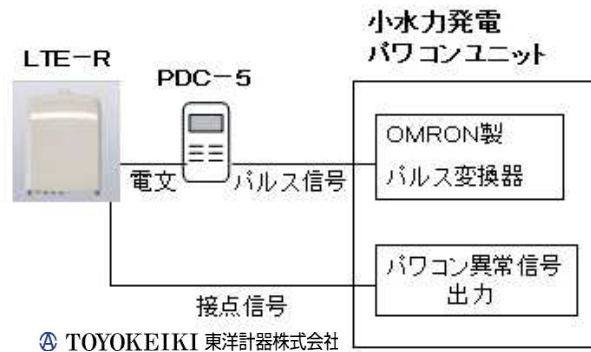 小水力発電
パワコンユニット
LTE－R
PDC－5
OMRON製
パルス変換器
電文
パルス信号
パワコン異常信号
出力
接点信号
TOYOKEIKI 東洋計器株式会社